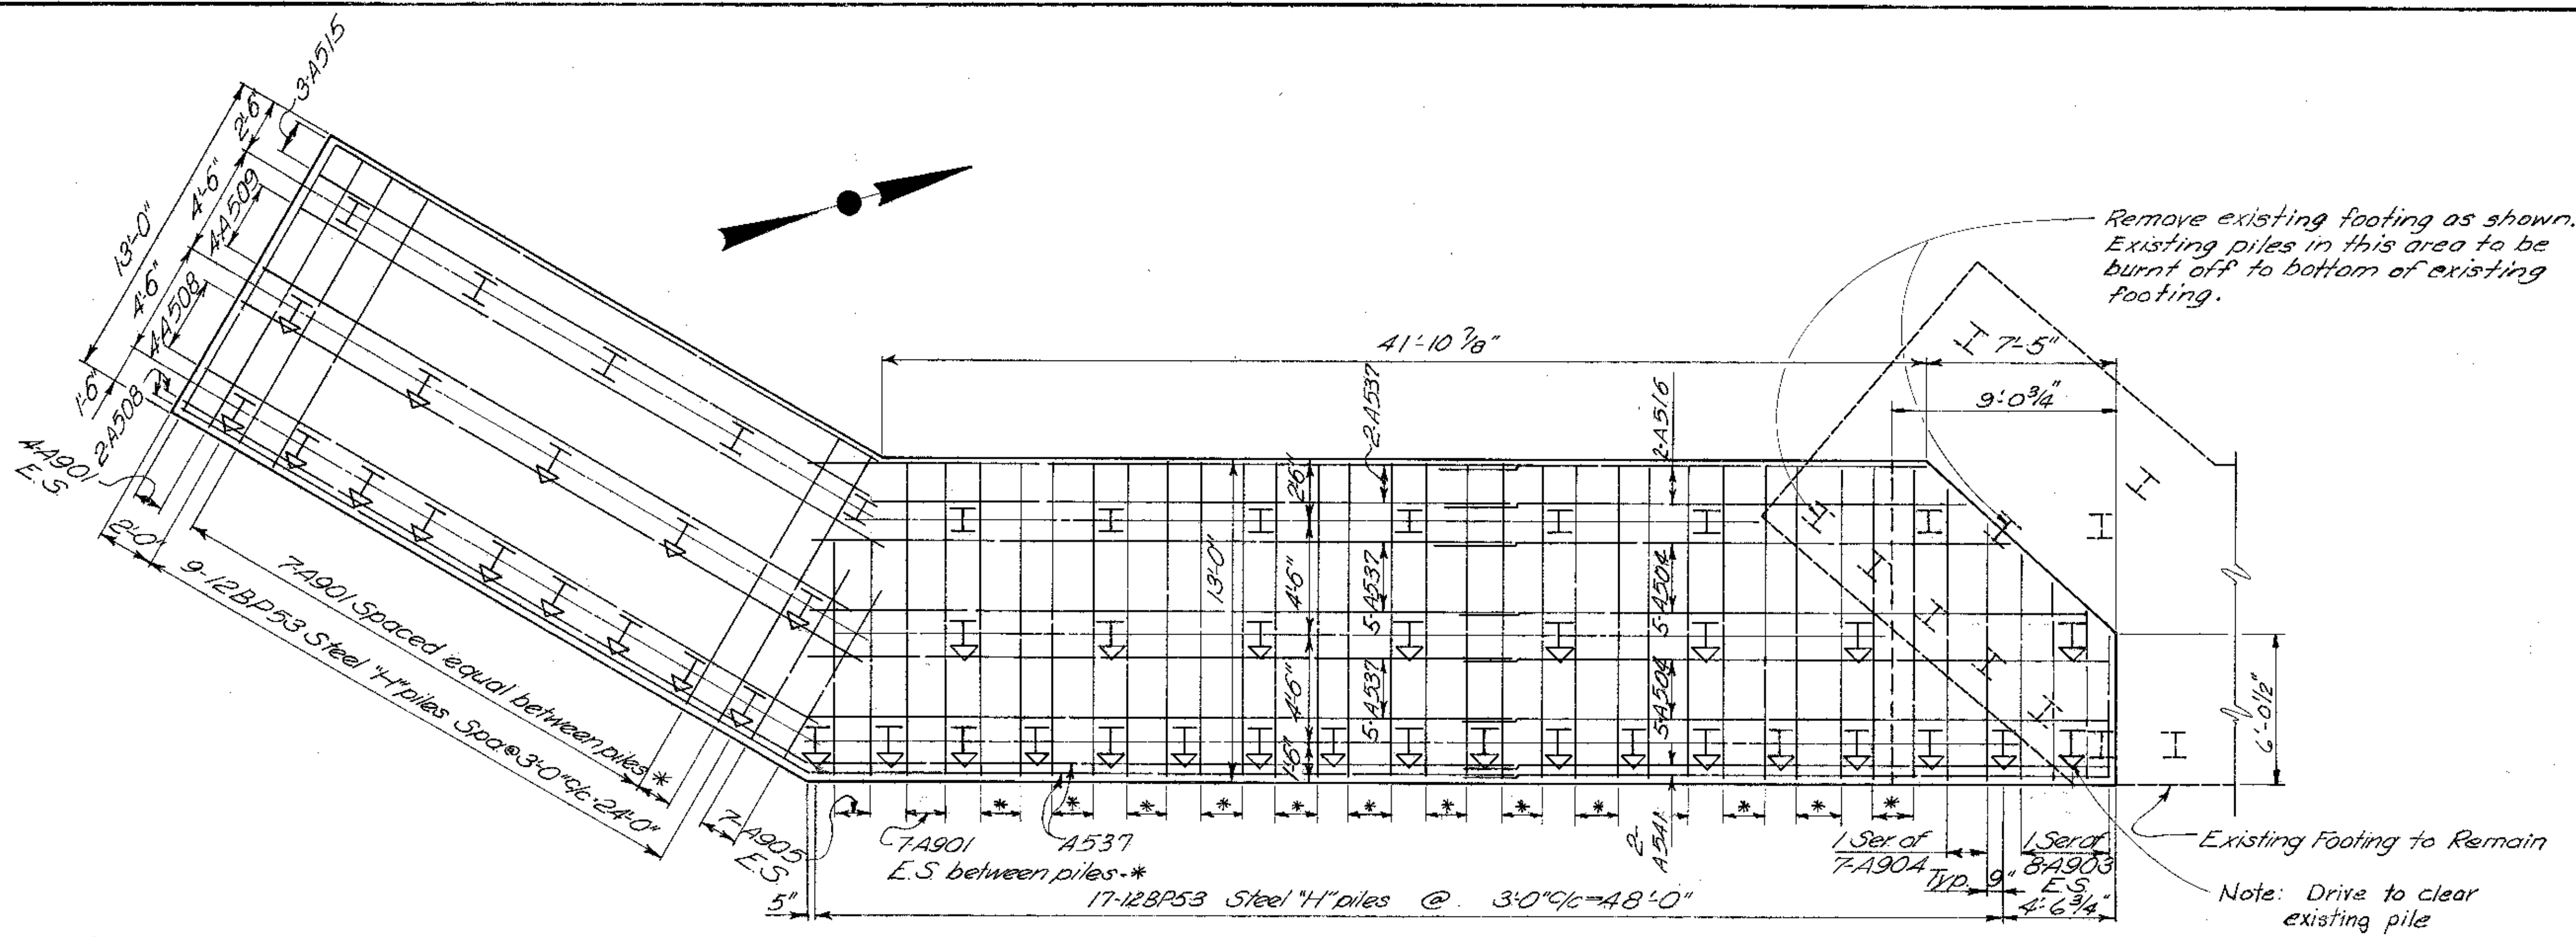 3-A515
2'-6"
4'-6"
4-A509
13'-0"
4'-6"
4-A508
1'-6"
2-A508
4-A901
E.S.
2'-0"
7-A901 Spaced equal between piles *
9-12BP53 Steel "H" piles Spa@3'-0"c/c=24'-0"
7-A905
E.S.
5"
Remove existing footing as shown.
Existing piles in this area to be
burnt off to bottom of existing
footing.
41'-10 7/8"
7'-5"
9'-0 3/4"
2-A537
2-A516
2'-6"
13'-0"
4'-6"
5-A537
5-A504
4'-6"
5-A537
5-A504
1'-6"
6'-0 1/2"
* * * * * * * * * * * *
7-A901
E.S. between piles-*
A537
2-
A541
1 Ser. of
7-A904
Typ.
9"
1 Ser of
8-A903
E.S.
4'-6 3/4"
17-12BP53 Steel "H" piles @ 3'-0"c/c=48'-0"
Existing Footing to Remain
Note: Drive to clear
existing pile